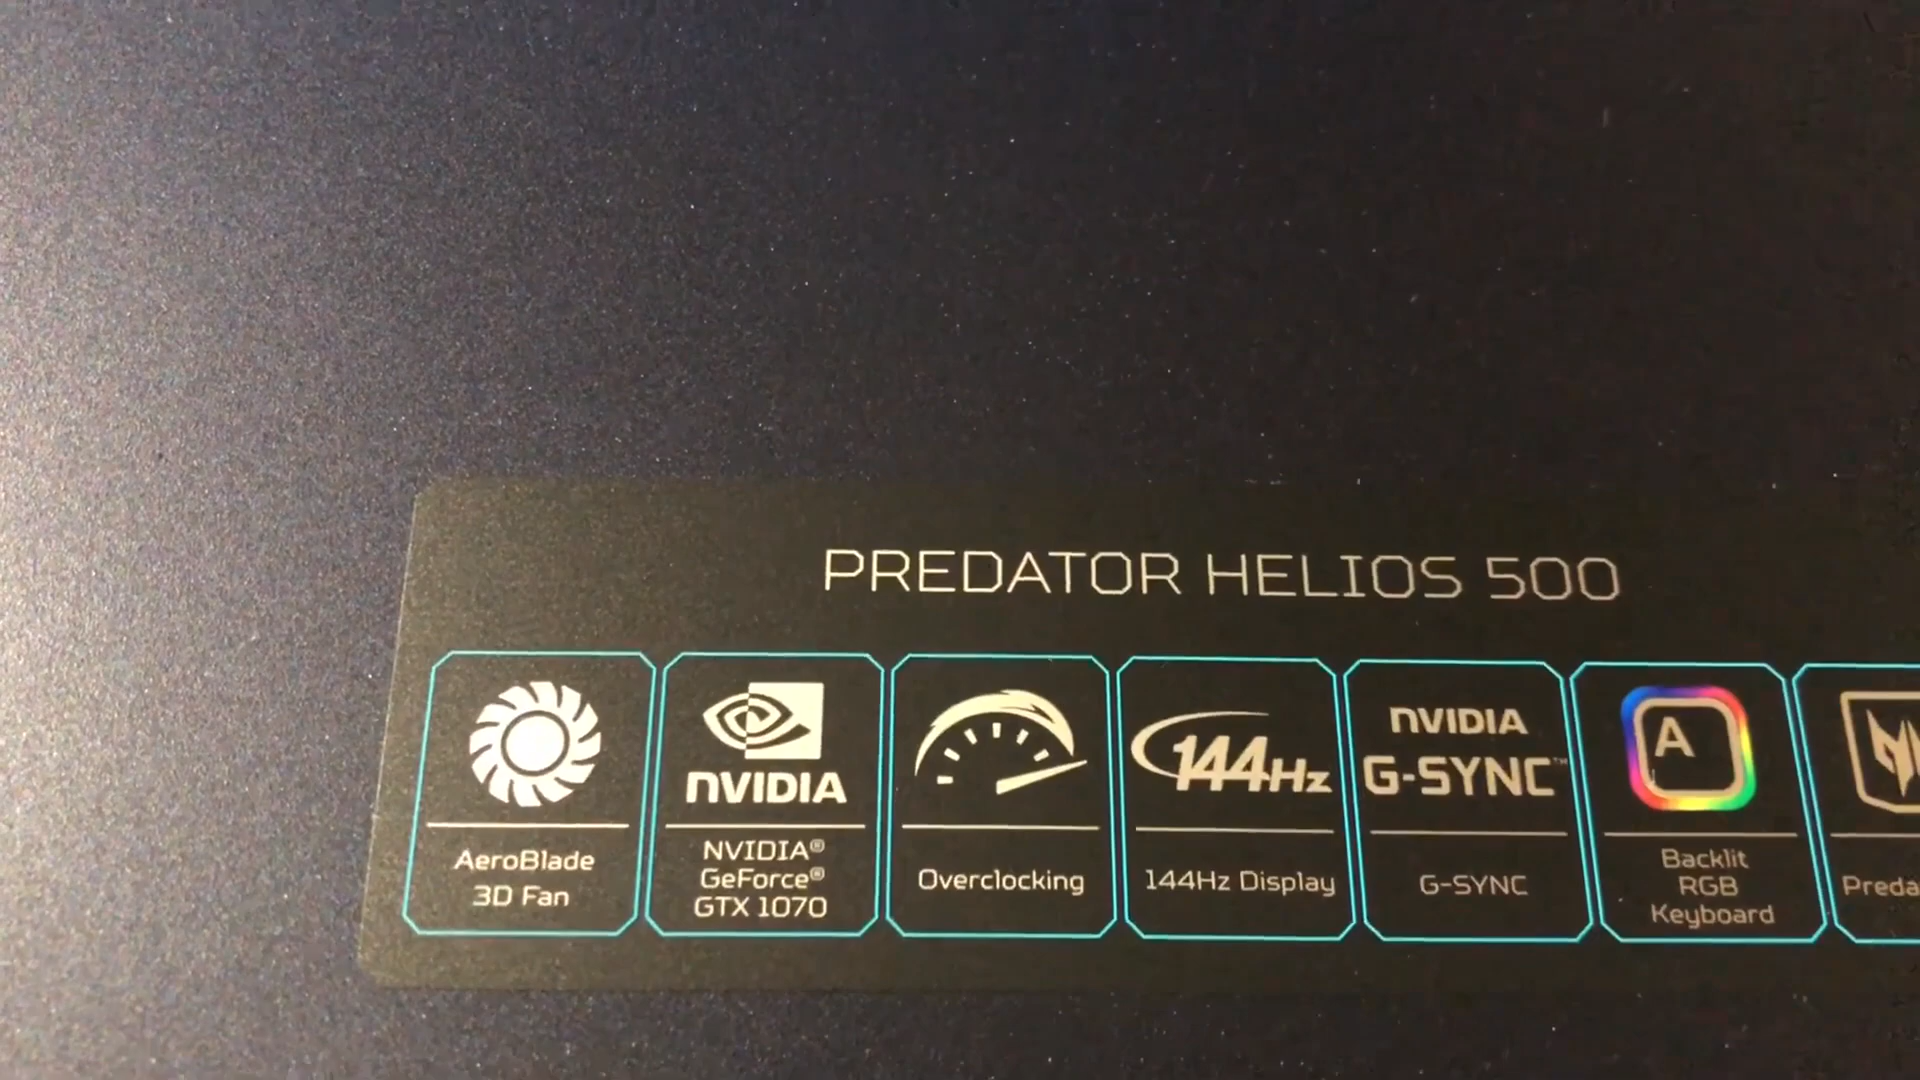 PREDATOR HELIOS 500
NVIDIA
144Hz
NVIDIA
G-SYNC™
A
AeroBlade
3D Fan
NVIDIA®
GeForce®
GTX 1070
Overclocking
144Hz Display
G-SYNC
Backlit
RGB
Keyboard